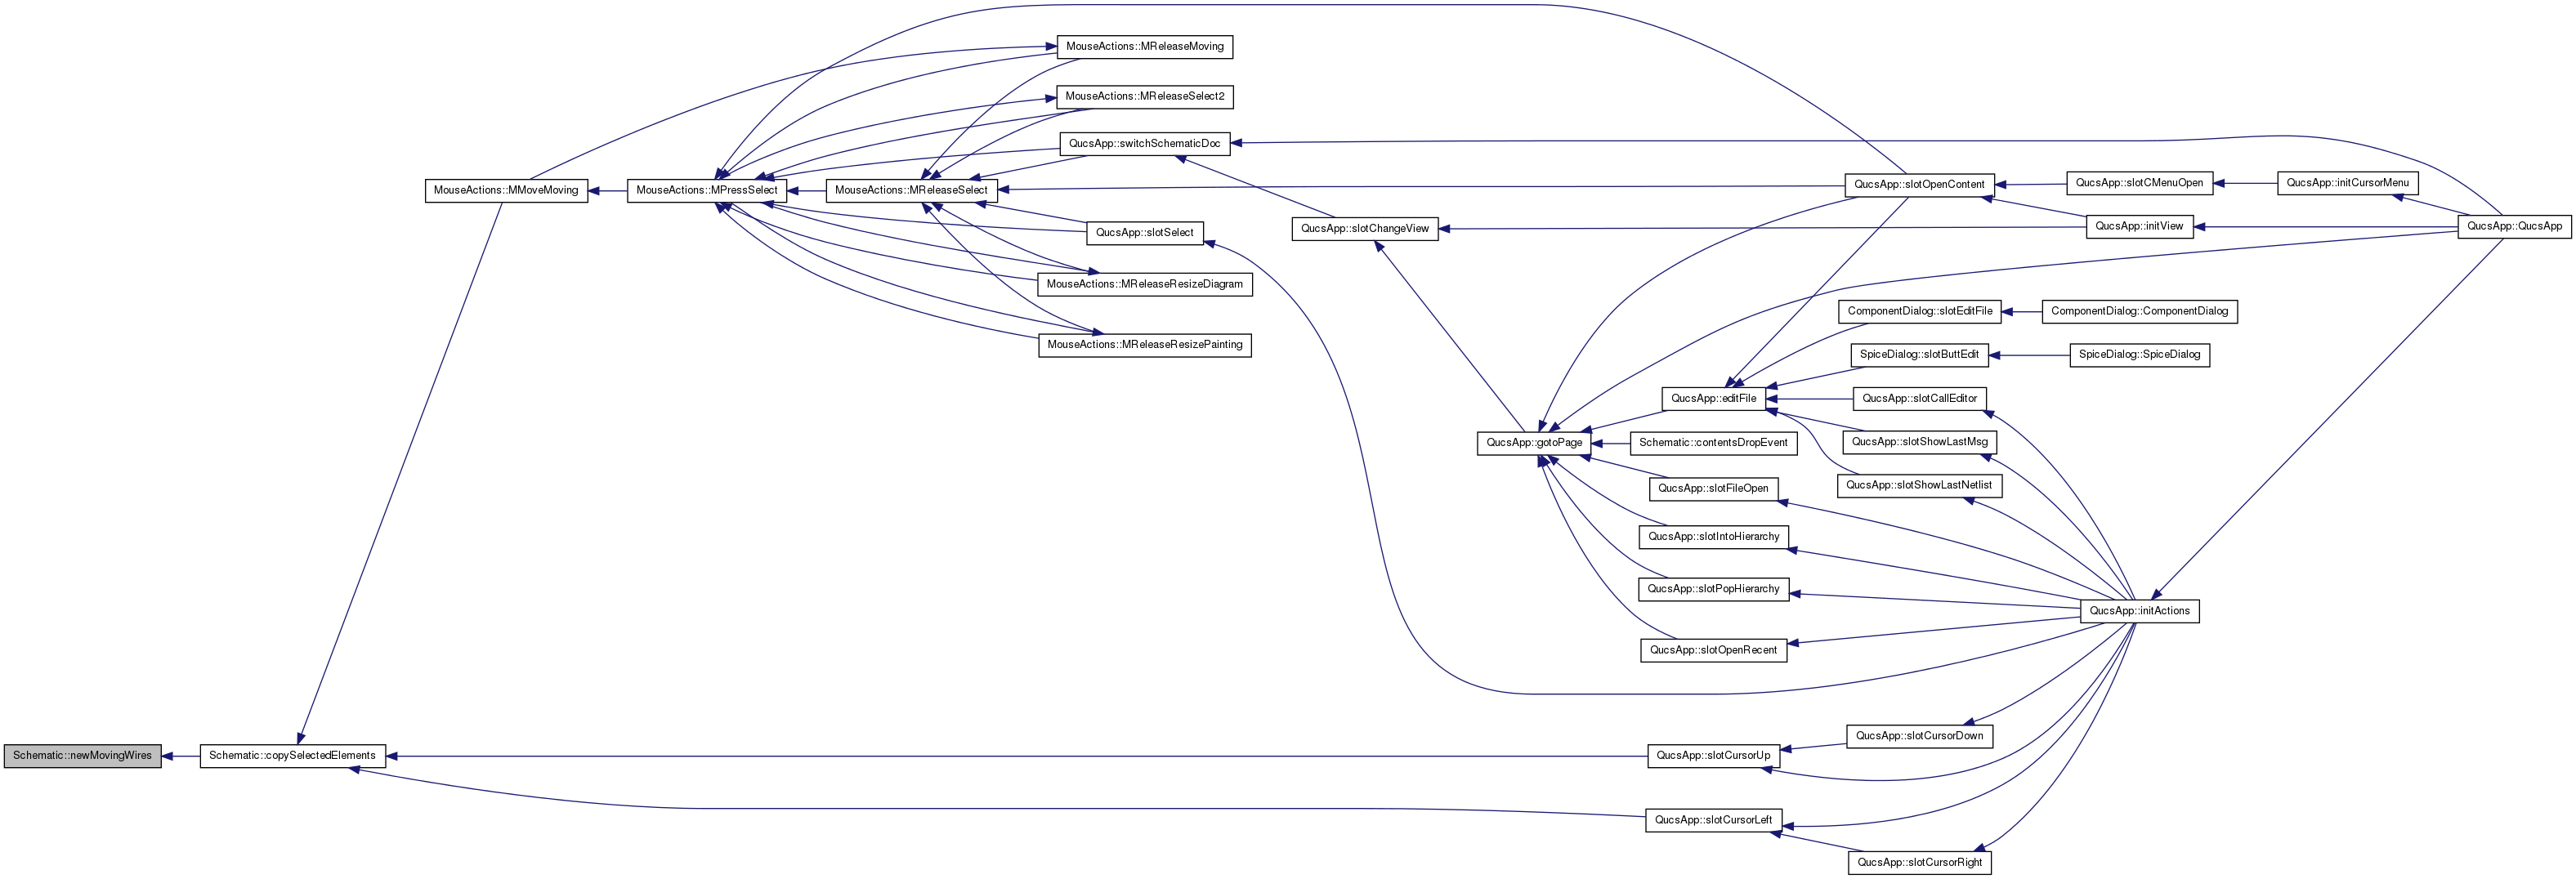 MouseActions::MReleaseMoving
MouseActions::MReleaseSelect2
QucsApp::switchSchematicDoc
MouseActions::MMoveMoving
MouseActions::MPressSelect
MouseActions::MReleaseSelect
QucsApp::slotOpenContent
QucsApp::slotCMenuOpen
QucsApp::initCursorMenu
QucsApp::slotSelect
QucsApp::slotChangeView
QucsApp::initView
QucsApp::QucsApp
MouseActions::MReleaseResizeDiagram
ComponentDialog::slotEditFile
ComponentDialog::ComponentDialog
MouseActions::MReleaseResizePainting
SpiceDialog::slotButtEdit
SpiceDialog::SpiceDialog
QucsApp::editFile
QucsApp::slotCallEditor
QucsApp::gotoPage
Schematic::contentsDropEvent
QucsApp::slotShowLastMsg
QucsApp::slotFileOpen
QucsApp::slotShowLastNetlist
QucsApp::slotIntoHierarchy
QucsApp::slotPopHierarchy
QucsApp::initActions
QucsApp::slotOpenRecent
QucsApp::slotCursorDown
Schematic::newMovingWires
Schematic::copySelectedElements
QucsApp::slotCursorUp
QucsApp::slotCursorLeft
QucsApp::slotCursorRight